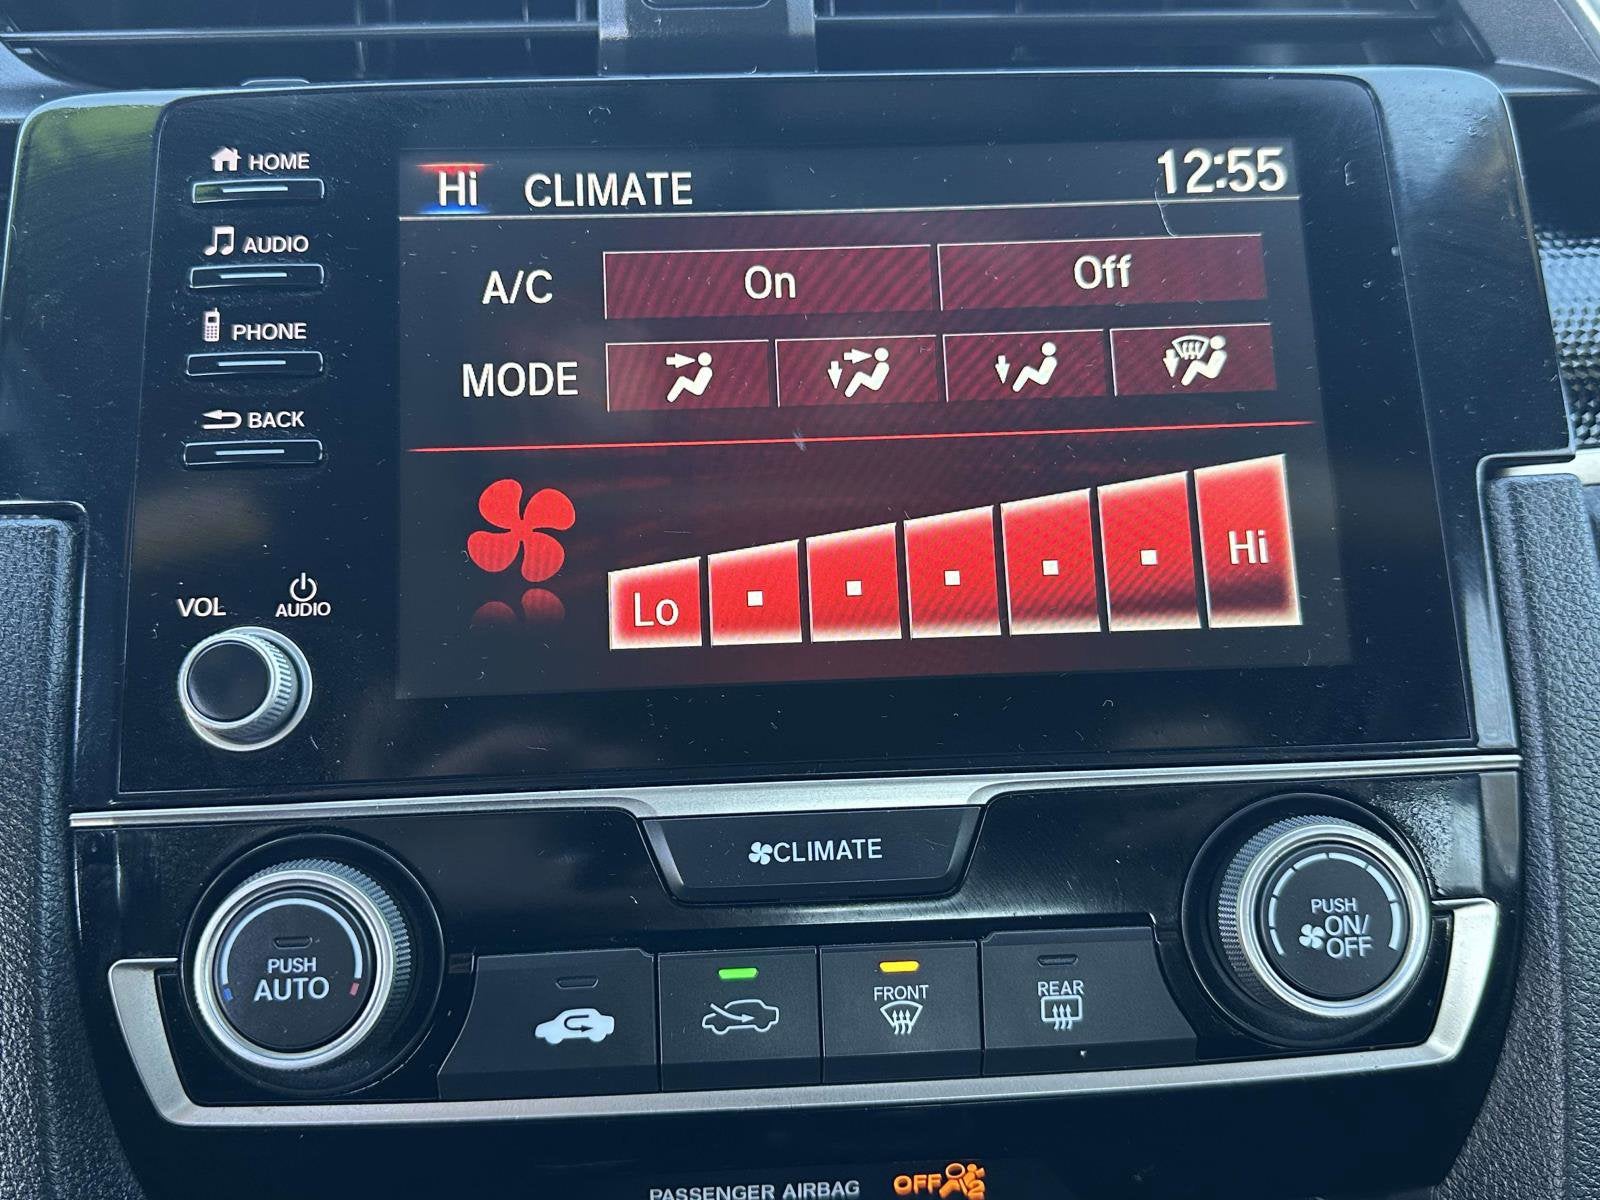 HOME
AUDIO
PHONE
BACK
VOL
AUDIO
Hi CLIMATE 12:55
A/C On Off
MODE
Lo Hi
CLIMATE
PUSH
AUTO
FRONT
REAR
PUSH
ON/
OFF
PASSENGER AIRBAG OFF 2